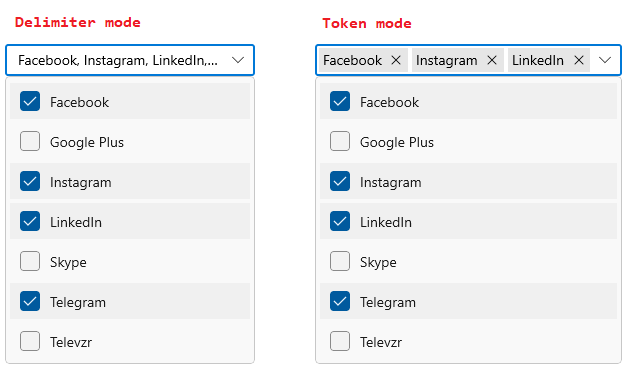 Delimiter mode
Facebook, Instagram, LinkedIn,...
Facebook
Google Plus
Instagram
LinkedIn
Skype
Telegram
Televzr
Token mode
Facebook Instagram LinkedIn
Facebook
Google Plus
Instagram
LinkedIn
Skype
Telegram
Televzr